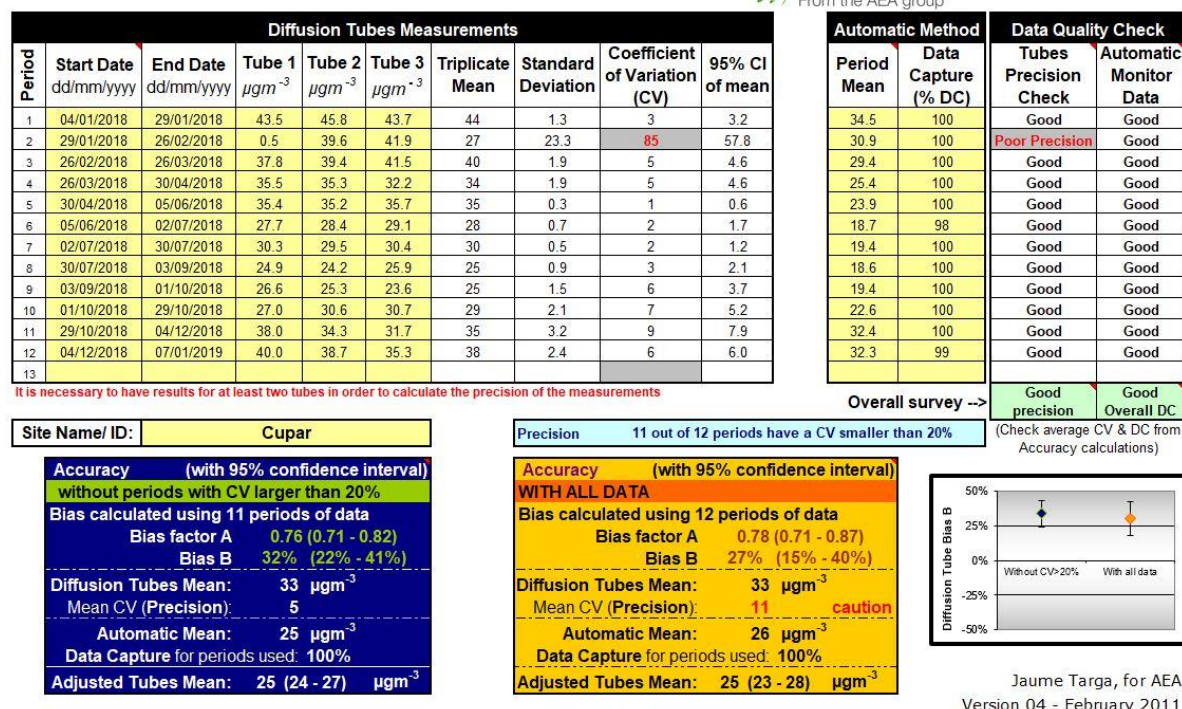 From the AEA group
Diffusion Tubes Measurements Automatic Method Data Quality Check
Period Start Date dd/mm/yyyy End Date dd/mm/yyyy Tube 1 µgm-3 Tube 2 µgm-3 Tube 3 µgm-3 Triplicate Mean Standard Deviation Coefficient of Variation (CV) 95% CI of mean Period Mean Data Capture (% DC) Tubes Precision Check Automatic Monitor Data
1 04/01/2018 29/01/2018 43.5 45.8 43.7 44 1.3 3 3.2 34.5 100 Good Good
2 29/01/2018 26/02/2018 0.5 39.6 41.9 27 23.3 85 57.8 30.9 100 Poor Precision Good
3 26/02/2018 26/03/2018 37.8 39.4 41.5 40 1.9 5 4.6 29.4 100 Good Good
4 26/03/2018 30/04/2018 35.5 35.3 32.2 34 1.9 5 4.6 25.4 100 Good Good
5 30/04/2018 05/06/2018 35.4 35.2 35.7 35 0.3 1 0.6 23.9 100 Good Good
6 05/06/2018 02/07/2018 27.7 28.4 29.1 28 0.7 2 1.7 18.7 98 Good Good
7 02/07/2018 30/07/2018 30.3 29.5 30.4 30 0.5 2 1.2 19.4 100 Good Good
8 30/07/2018 03/09/2018 24.9 24.2 25.9 25 0.9 3 2.1 18.6 100 Good Good
9 03/09/2018 01/10/2018 26.6 25.3 23.6 25 1.5 6 3.7 19.4 100 Good Good
10 01/10/2018 29/10/2018 27.0 30.6 30.7 29 2.1 7 5.2 22.6 100 Good Good
11 29/10/2018 04/12/2018 38.0 34.3 31.7 35 3.2 9 7.9 32.4 100 Good Good
12 04/12/2018 07/01/2019 40.0 38.7 35.3 38 2.4 6 6.0 32.3 99 Good Good
13
It is necessary to have results for at least two tubes in order to calculate the precision of the measurements
Overall survey --> Good precision Good Overall DC
Site Name/ ID: Cupar
Precision 11 out of 12 periods have a CV smaller than 20%
(Check average CV & DC from Accuracy calculations)
Accuracy (with 95% confidence interval)
without periods with CV larger than 20%
Bias calculated using 11 periods of data
Bias factor A 0.76 (0.71 - 0.82)
Bias B 32% (22% - 41%)
Diffusion Tubes Mean: 33 µgm-3
Mean CV (Precision): 5
Automatic Mean: 25 µgm-3
Data Capture for periods used: 100%
Adjusted Tubes Mean: 25 (24 - 27) µgm-3
Accuracy (with 95% confidence interval)
WITH ALL DATA
Bias calculated using 12 periods of data
Bias factor A 0.78 (0.71 - 0.87)
Bias B 27% (15% - 40%)
Diffusion Tubes Mean: 33 µgm-3
Mean CV (Precision): 11 caution
Automatic Mean: 26 µgm-3
Data Capture for periods used: 100%
Adjusted Tubes Mean: 25 (23 - 28) µgm-3
Diffusion Tube Bias B
50%
25%
0%
-25%
-50%
Without CV>20% With all data
Jaume Targa, for AEA
Version 04 - February 2011